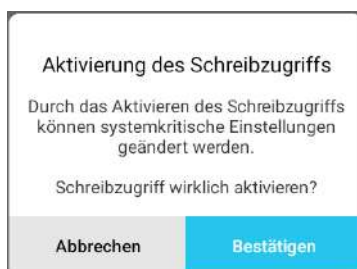 Aktivierung des Schreibzugriffs
Durch das Aktivieren des Schreibzugriffs
können systemkritische Einstellungen
geändert werden.
Schreibzugriff wirklich aktivieren?
Abbrechen
Bestätigen